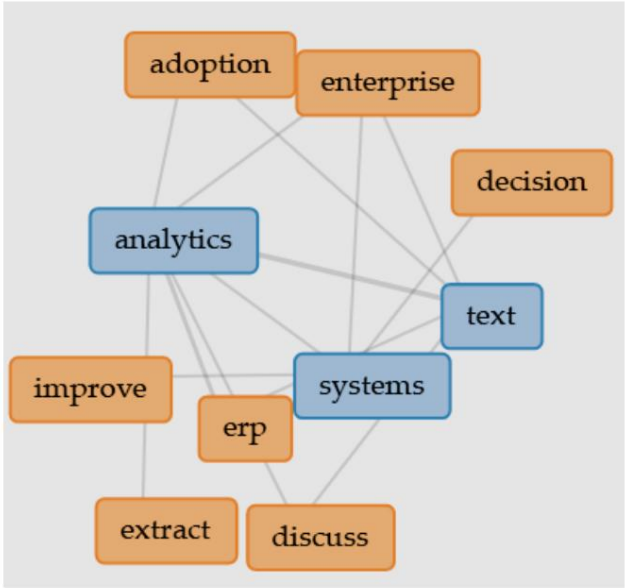 adoption
enterprise
decision
analytics
text
systems
improve
erp
extract
discuss